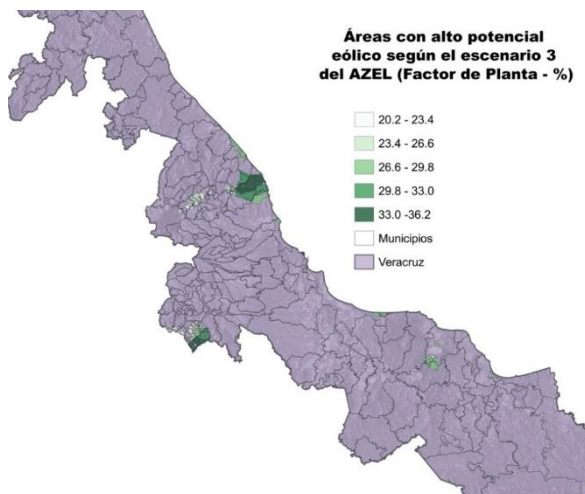 Áreas con alto potencial
eólico según el escenario 3
del AZEL (Factor de Planta - %)
20.2 - 23.4
23.4 - 26.6
26.6 - 29.8
29.8 - 33.0
33.0 -36.2
Municipios
Veracruz